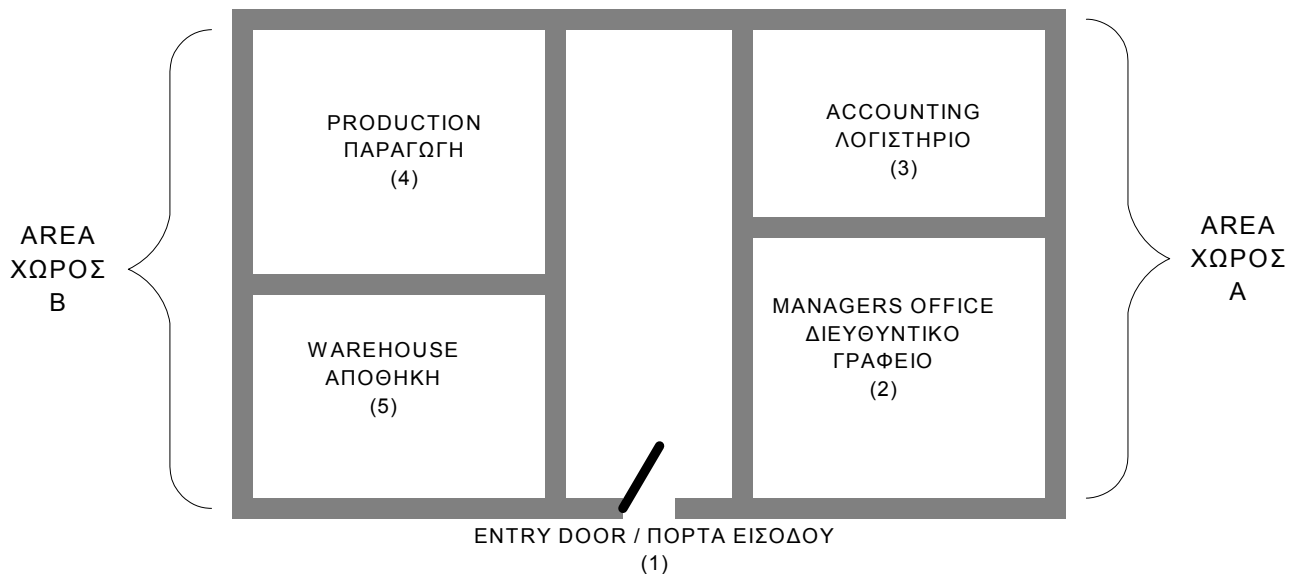 PRODUCTION
ΠΑΡΑΓΩΓΗ
(4)
ACCOUNTING
ΛΟΓΙΣΤΗΡΙΟ
(3)
AREA
ΧΩΡΟΣ
B
AREA
ΧΩΡΟΣ
A
WAREHOUSE
ΑΠΟΘΗΚΗ
(5)
MANAGERS OFFICE
ΔΙΕΥΘΥΝΤΙΚΟ
ΓΡΑΦΕΙΟ
(2)
ENTRY DOOR / ΠΟΡΤΑ ΕΙΣΟΔΟΥ
(1)